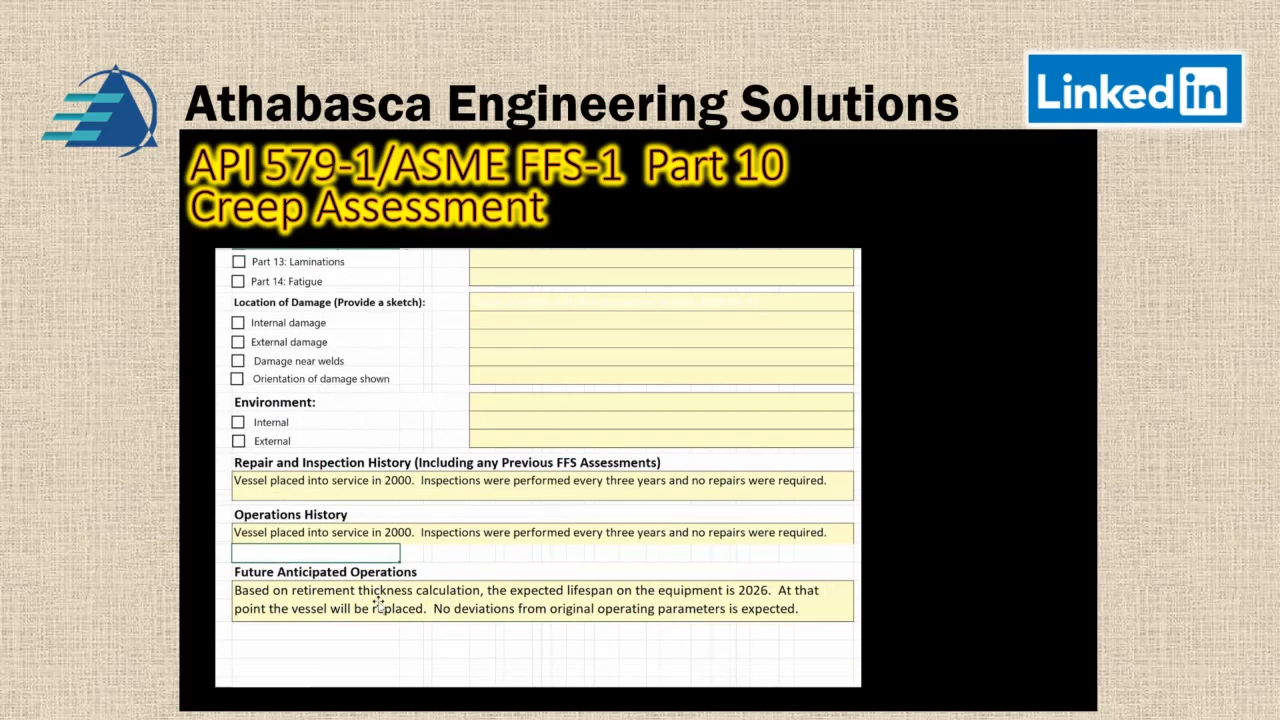 Athabasca Engineering Solutions
Linked in
API 579-1/ASME FFS-1 Part 10
Creep Assessment
Part 13: Laminations
Part 14: Fatigue
Location of Damage (Provide a sketch):
Internal damage
External damage
Damage near welds
Orientation of damage shown
Environment:
Internal
External
Repair and Inspection History (Including any Previous FFS Assessments)
Vessel placed into service in 2000. Inspections were performed every three years and no repairs were required.
Operations History
Vessel placed into service in 2000. Inspections were performed every three years and no repairs were required.
Future Anticipated Operations
Based on retirement thickness calculation, the expected lifespan on the equipment is 2026. At that
point the vessel will be replaced. No deviations from original operating parameters is expected.